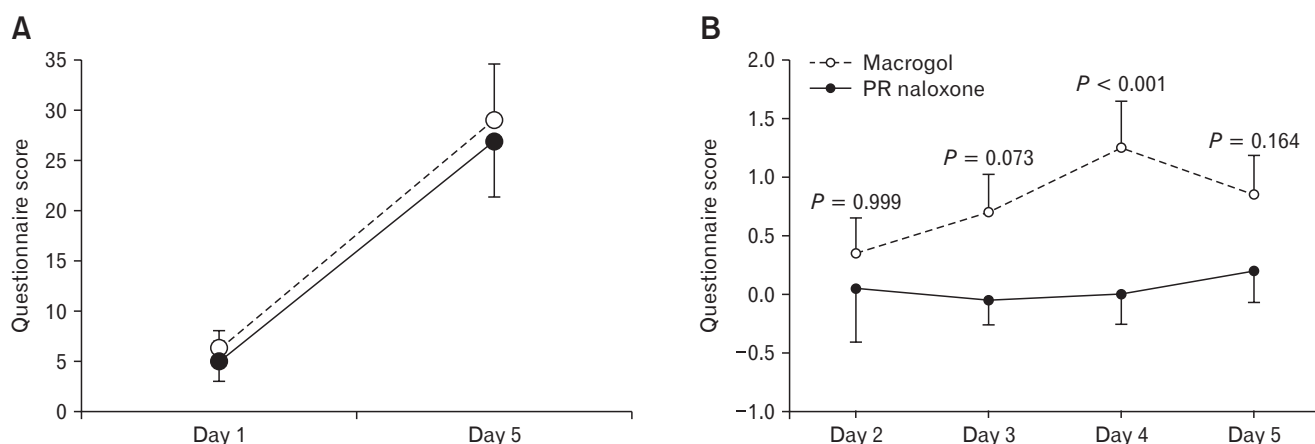 A
Questionnaire score
35
30
25
20
15
10
5
0
Day 1
Day 5
B
Questionnaire score
2.0
1.5
1.0
0.5
0.0
−0.5
−1.0
Macrogol
PR naloxone
P = 0.999
P = 0.073
P < 0.001
P = 0.164
Day 2
Day 3
Day 4
Day 5